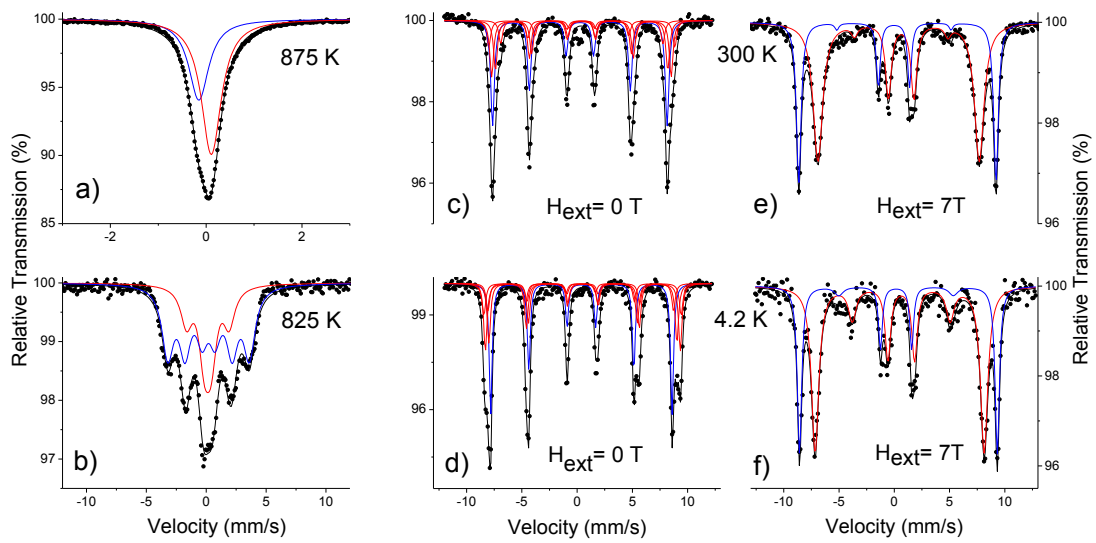 100
95
90
85
875 K
a)
-2
0
2
Relative Transmission (%)
100
99
98
97
825 K
b)
-10
-5
0
5
10
Velocity (mm/s)
100
98
96
c)
Hext= 0 T
99
96
d)
Hext= 0 T
-10
-5
0
5
10
Velocity (mm/s)
300 K
e)
Hext= 7T
100
98
96
4.2 K
f)
Hext= 7T
100
98
96
-10
-5
0
5
10
Velocity (mm/s)
Relative Transmission (%)